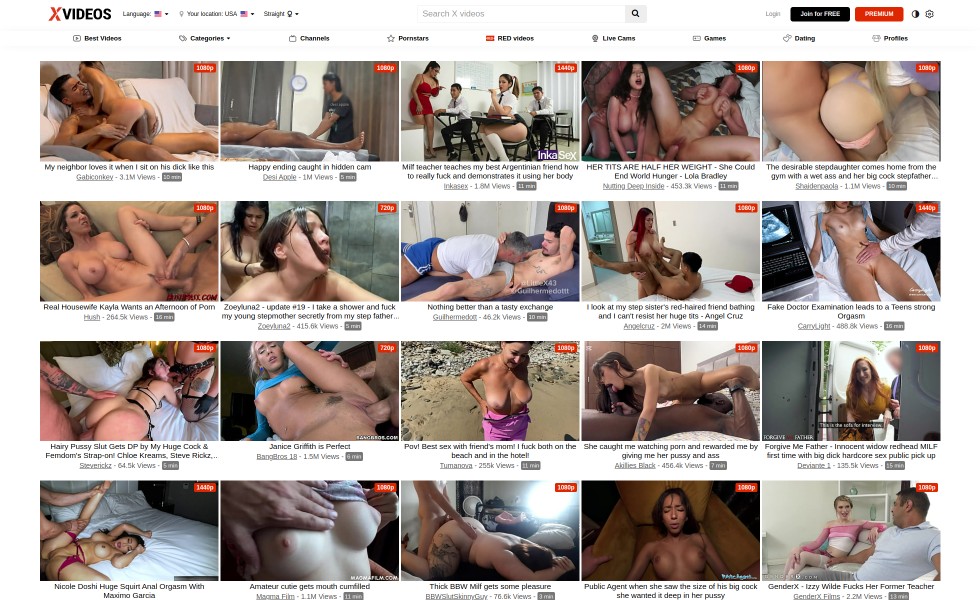 XVIDEOS
Language:
Your location: USA
Straight
Search X videos
Login
Join for FREE
PREMIUM
Best Videos
Categories
Channels
Pornstars
RED videos
Live Cams
Games
Dating
Profiles
1080p
1080p
1440p
InkaSex
1080p
1080p
My neighbor loves it when I sit on his dick like this
Gabiconkey - 3.1M Views - 10 min
Happy ending caught in hidden cam
Desi Apple - 1M Views - 5 min
Milf teacher teaches my best Argentinian friend how
to really fuck and demonstrates it using her body
Inkasex - 1.8M Views - 11 min
HER TITS ARE HALF HER WEIGHT - She Could
End World Hunger - Lola Bradley
Nutting Deep Inside - 453.3k Views - 11 min
The desirable stepdaughter comes home from the
gym with a wet ass and her big cock stepfather...
Shaidenpaola - 1.1M Views - 10 min
1080p
720p
1080p
1080p
1440p
Real Housewife Kayla Wants an Afternoon of Porn
Hush - 264.5k Views - 16 min
Zoeyluna2 - update #19 - I take a shower and fuck
my young stepmother secretly from my step father...
Zoeyluna2 - 415.6k Views - 5 min
Nothing better than a tasty exchange
Guilhermedott - 46.2k Views - 10 min
I look at my step sister's red-haired friend bathing
and I can't resist her huge tits - Angel Cruz
Angelcruz - 2M Views - 14 min
Fake Doctor Examination leads to a Teens strong
Orgasm
CarryLight - 488.8k Views - 16 min
1080p
720p
BANGBROS.COM
1080p
1080p
1080p
This is the sofa for interview.
FORGIVE FATHER
Hairy Pussy Slut Gets DP by My Huge Cock &
Femdom's Strap-on! Chloe Kreams, Steve Rickz,..
Steverickz - 64.5k Views - 5 min
Janice Griffith is Perfect
BangBros 18 - 1.5M Views - 6 min
Pov! Best sex with friend's mom! I fuck both on the
beach and in the hotel!
Tumanova - 255k Views - 11 min
She caught me watching porn and rewarded me by
giving me her pussy and ass
Akillies Black - 456.4k Views - 7 min
Forgive Me Father - Innocent widow redhead MILF
first time with big dick hardcore sex public pick up
Deviante 1 - 135.5k Views - 15 min
1440p
1080p
MAGMAFILM.COM
1080p
1080p
1080p
Nicole Doshi Huge Squirt Anal Orgasm With
Maximo Garcia
Amateur cutie gets mouth cumfilled
Magma Film - 1.1M Views - 11 min
Thick BBW Milf gets some pleasure
BBWSlutSkinnyGuy - 76.6k Views - 3 min
Public Agent when she saw the size of his big cock
she wanted it deep in her pussy
GenderX - Izzy Wilde Fucks Her Former Teacher
GenderX Films - 2.2M Views - 13 min